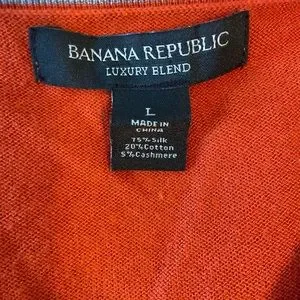 BANANA REPUBLIC
LUXURY BLEND
L
MADE IN
CHINA
75% Silk
20% Cotton
5% Cashmere